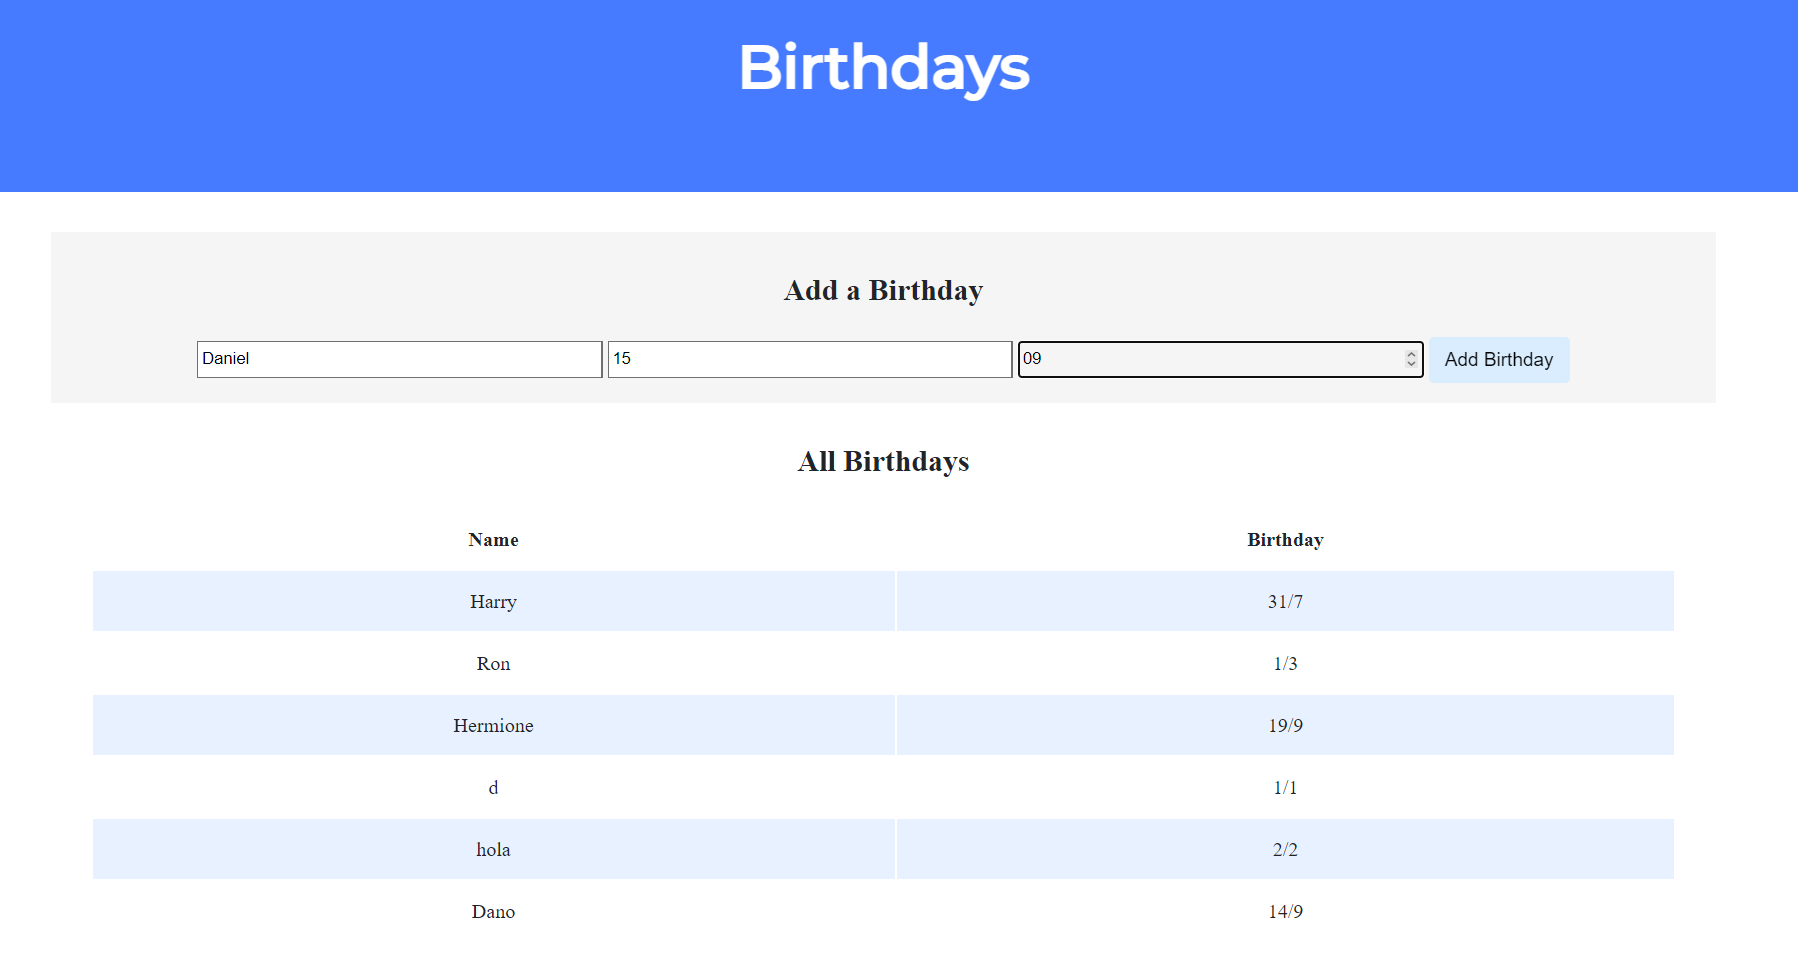 Birthdays
Add a Birthday
Daniel 15 09 Add Birthday
All Birthdays
Name Birthday
Harry 31/7
Ron 1/3
Hermione 19/9
d 1/1
hola 2/2
Dano 14/9